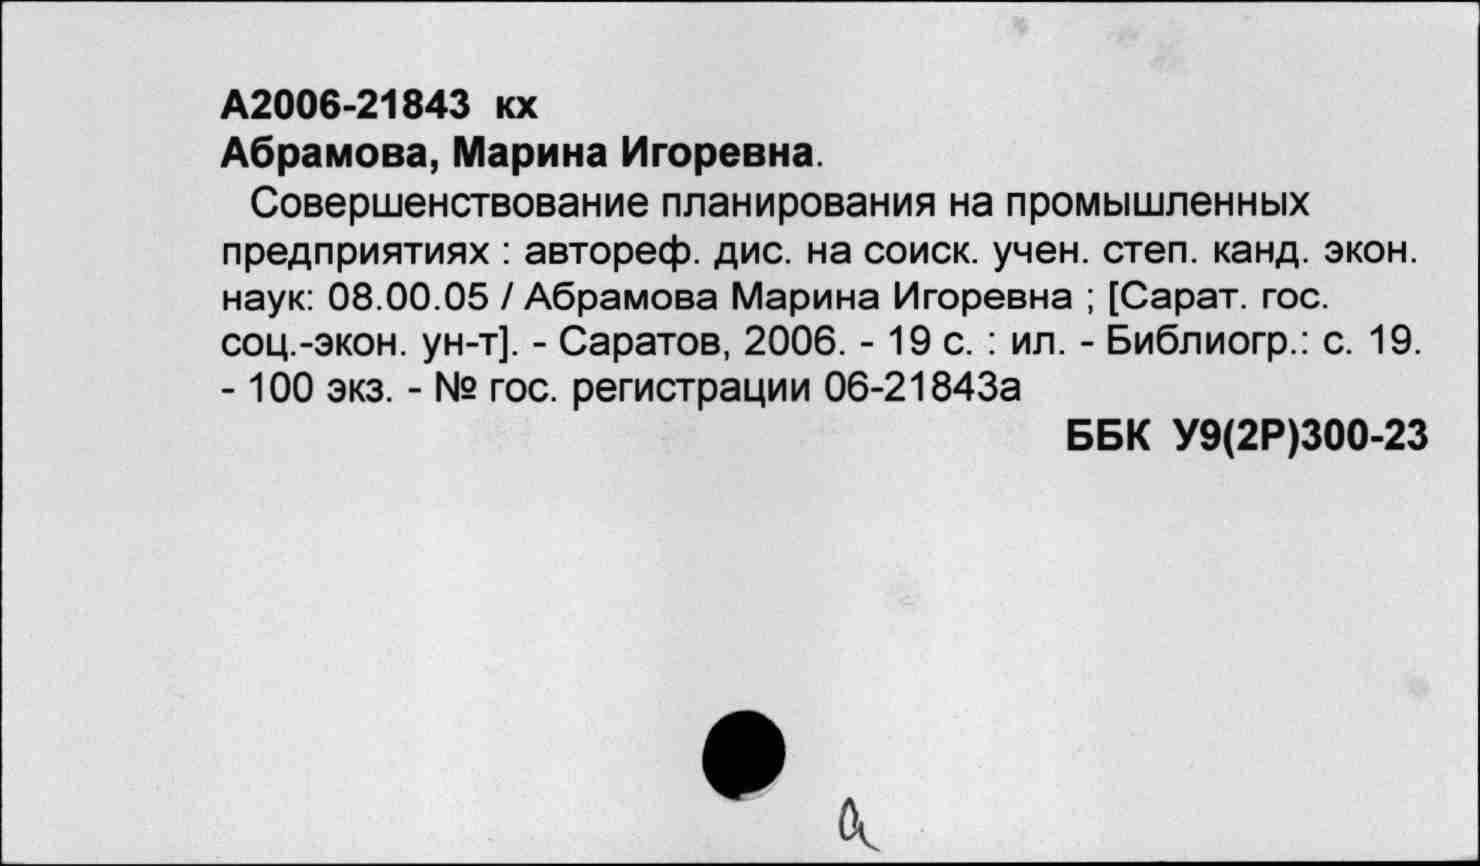 А2006-21843 кх
Абрамова, Марина Игоревна.
Совершенствование планирования на промышленных
предприятиях : автореф. дис. на соиск. учен. степ. канд. экон.
наук: 08.00.05 / Абрамова Марина Игоревна ; [Сарат. гос.
соц.-экон. ун-т]. - Саратов, 2006. - 19 с. : ил. - Библиогр.: с. 19.
- 100 экз. - № гос. регистрации 06-21843а
ББК У9(2Р)300-23
а